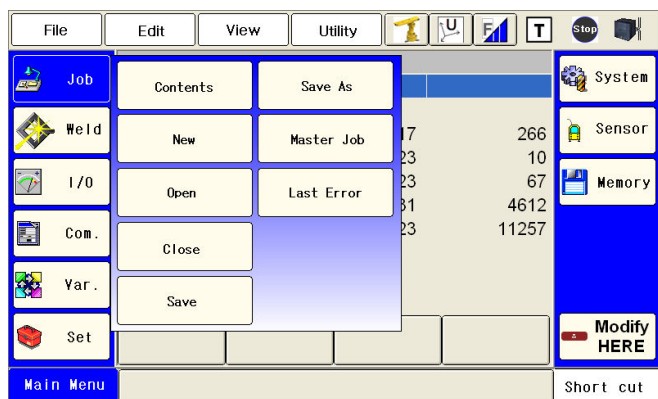 File Edit View Utility U F T Stop
Job
Weld
I/O
Com.
Var.
Set
Main Menu
Contents Save As
New Master Job
Open Last Error
Close
Save
17 266
23 10
23 67
31 4612
23 11257
System
Sensor
Memory
Modify
HERE
Short cut